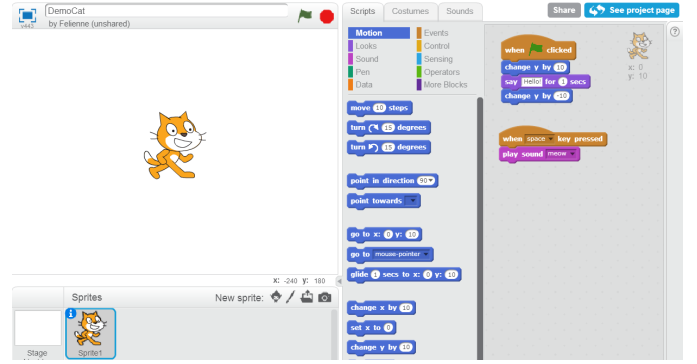 DemoCat
by Felienne (unshared)
v443
Scripts
Costumes
Sounds
Share
See project page
Motion
Events
Looks
Control
Sound
Sensing
Pen
Operators
Data
More Blocks
move 10 steps
turn 15 degrees
turn 15 degrees
point in direction 90
point towards
go to x: 0 y: 10
go to mouse-pointer
glide 1 secs to x: 0 y: 10
change x by 10
set x to 0
change y by 10
when clicked
change y by 10
say Hello! for 1 secs
change y by -10
when space key pressed
play sound meow
x: 0
y: 10
?
X: -240 y: 180
Sprites
New sprite:
i
Stage
Sprite1